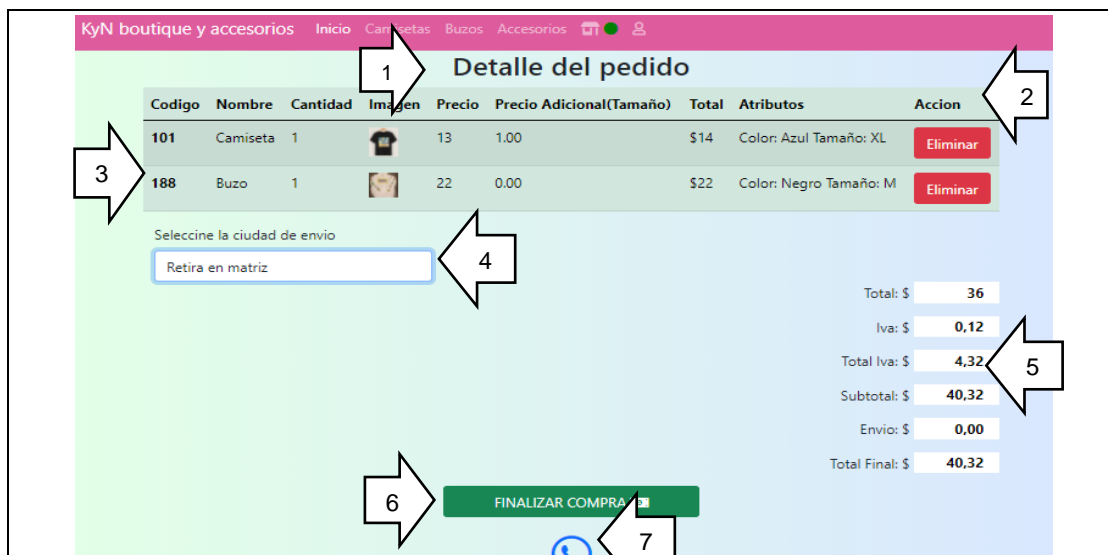 KyN boutique y accesorios Inicio Camisetas Buzos Accesorios
1
Detalle del pedido
2
Codigo Nombre Cantidad Imagen Precio Precio Adicional(Tamaño) Total Atributos Accion
101 Camiseta 1 13 1.00 $14 Color: Azul Tamaño: XL Eliminar
3
188 Buzo 1 22 0.00 $22 Color: Negro Tamaño: M Eliminar
Seleccine la ciudad de envio
Retira en matriz
4
Total: $ 36
Iva: $ 0,12
Total Iva: $ 4,32
5
Subtotal: $ 40,32
Envio: $ 0,00
Total Final: $ 40,32
6
FINALIZAR COMPRA
7